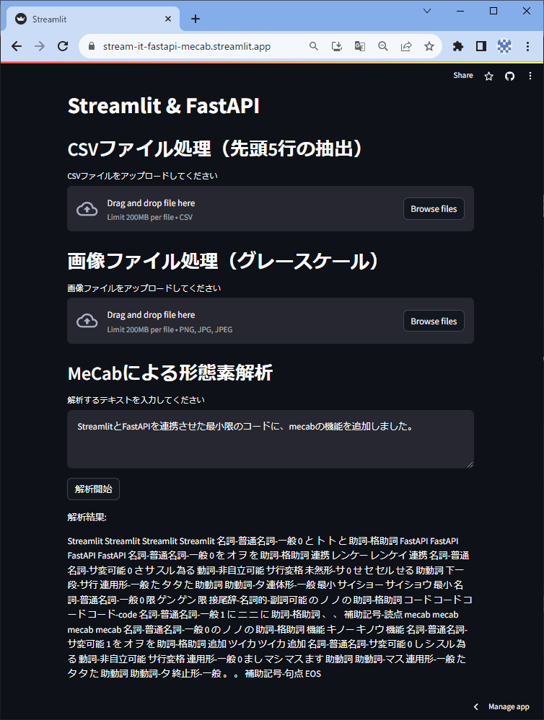 Streamlit
stream-it-fastapi-mecab.streamlit.app
Share
Streamlit & FastAPI
CSVファイル処理（先頭5行の抽出）
CSVファイルをアップロードしてください
Drag and drop file here
Limit 200MB per file • CSV
Browse files
画像ファイル処理（グレースケール）
画像ファイルをアップロードしてください
Drag and drop file here
Limit 200MB per file • PNG, JPG, JPEG
Browse files
MeCabによる形態素解析
解析するテキストを入力してください
StreamlitとFastAPIを連携させた最小限のコードに、mecabの機能を追加しました。
解析開始
解析結果:
Streamlit Streamlit Streamlit Streamlit 名詞-普通名詞-一般 0 と ト ト と 助詞-格助詞 FastAPI FastAPI
FastAPI FastAPI 名詞-普通名詞-一般 0 を オ ヲ を 助詞-格助詞 連携 レンケー レンケイ 連携 名詞-普通
名詞-サ変可能 0 さ サ スル 為る 動詞-非自立可能 サ行変格 未然形-サ 0 せ セ セル せる 助動詞 下一
段-サ行 連用形-一般 た タ タ た 助動詞 助動詞-タ 連体形-一般 最小 サイショー サイショウ 最小 名
詞-普通名詞-一般 0 限 ゲン ゲン 限 接尾辞-名詞的-副詞可能 の ノ ノ の 助詞-格助詞 コード コード コ
ード コード-code 名詞-普通名詞-一般 1 に ニ ニ に 助詞-格助詞 、 、 補助記号-読点 mecab mecab
mecab mecab 名詞-普通名詞-一般 0 の ノ ノ の 助詞-格助詞 機能 キノー キノウ 機能 名詞-普通名詞-
サ変可能 1 を オ ヲ を 助詞-格助詞 追加 ツイカ ツイカ 追加 名詞-普通名詞-サ変可能 0 し シ スル 為
る 動詞-非自立可能 サ行変格 連用形-一般 0 まし マシ マス ます 助動詞 助動詞-マス 連用形-一般 た
タ タ た 助動詞 助動詞-タ 終止形-一般 。 。 補助記号-句点 EOS
Manage app